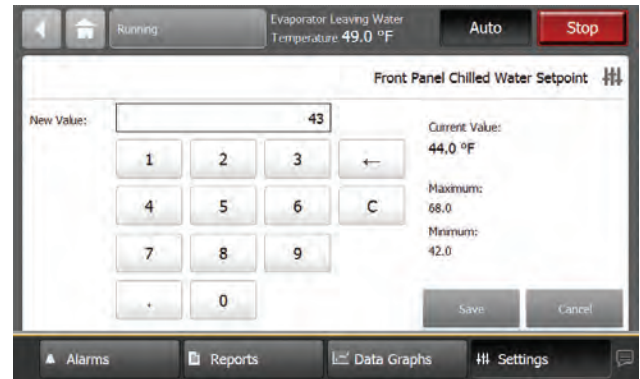 Running
Evaporator Leaving Water
Temperature 49.0 °F
Auto
Stop
Front Panel Chilled Water Setpoint
New Value:
43
Current Value:
44.0 °F
1 2 3 ←
Maximum:
68.0
4 5 6 C
Minimum:
42.0
7 8 9
. 0
Save
Cancel
Alarms
Reports
Data Graphs
Settings